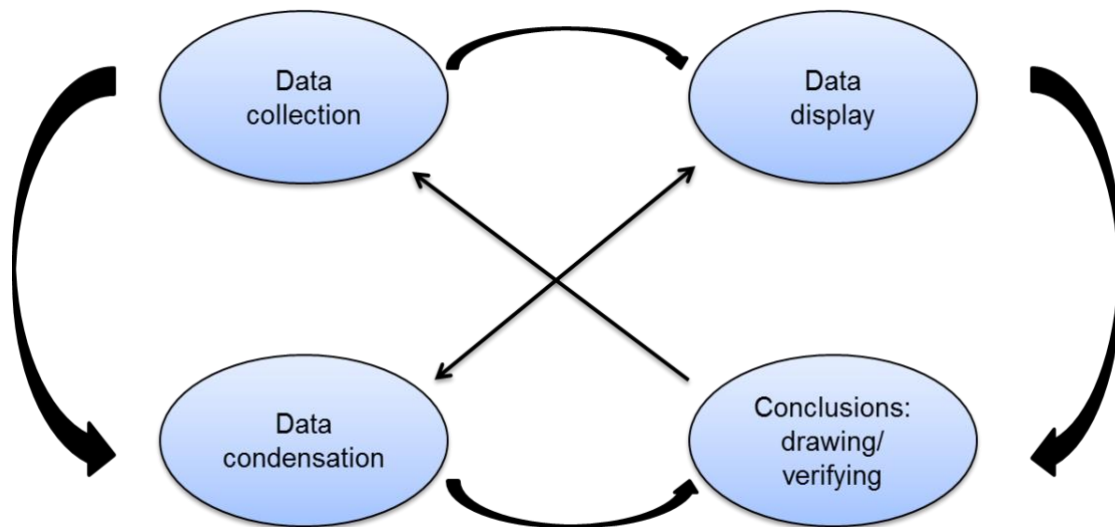 Data
collection
Data
display
Data
condensation
Conclusions:
drawing/
verifying